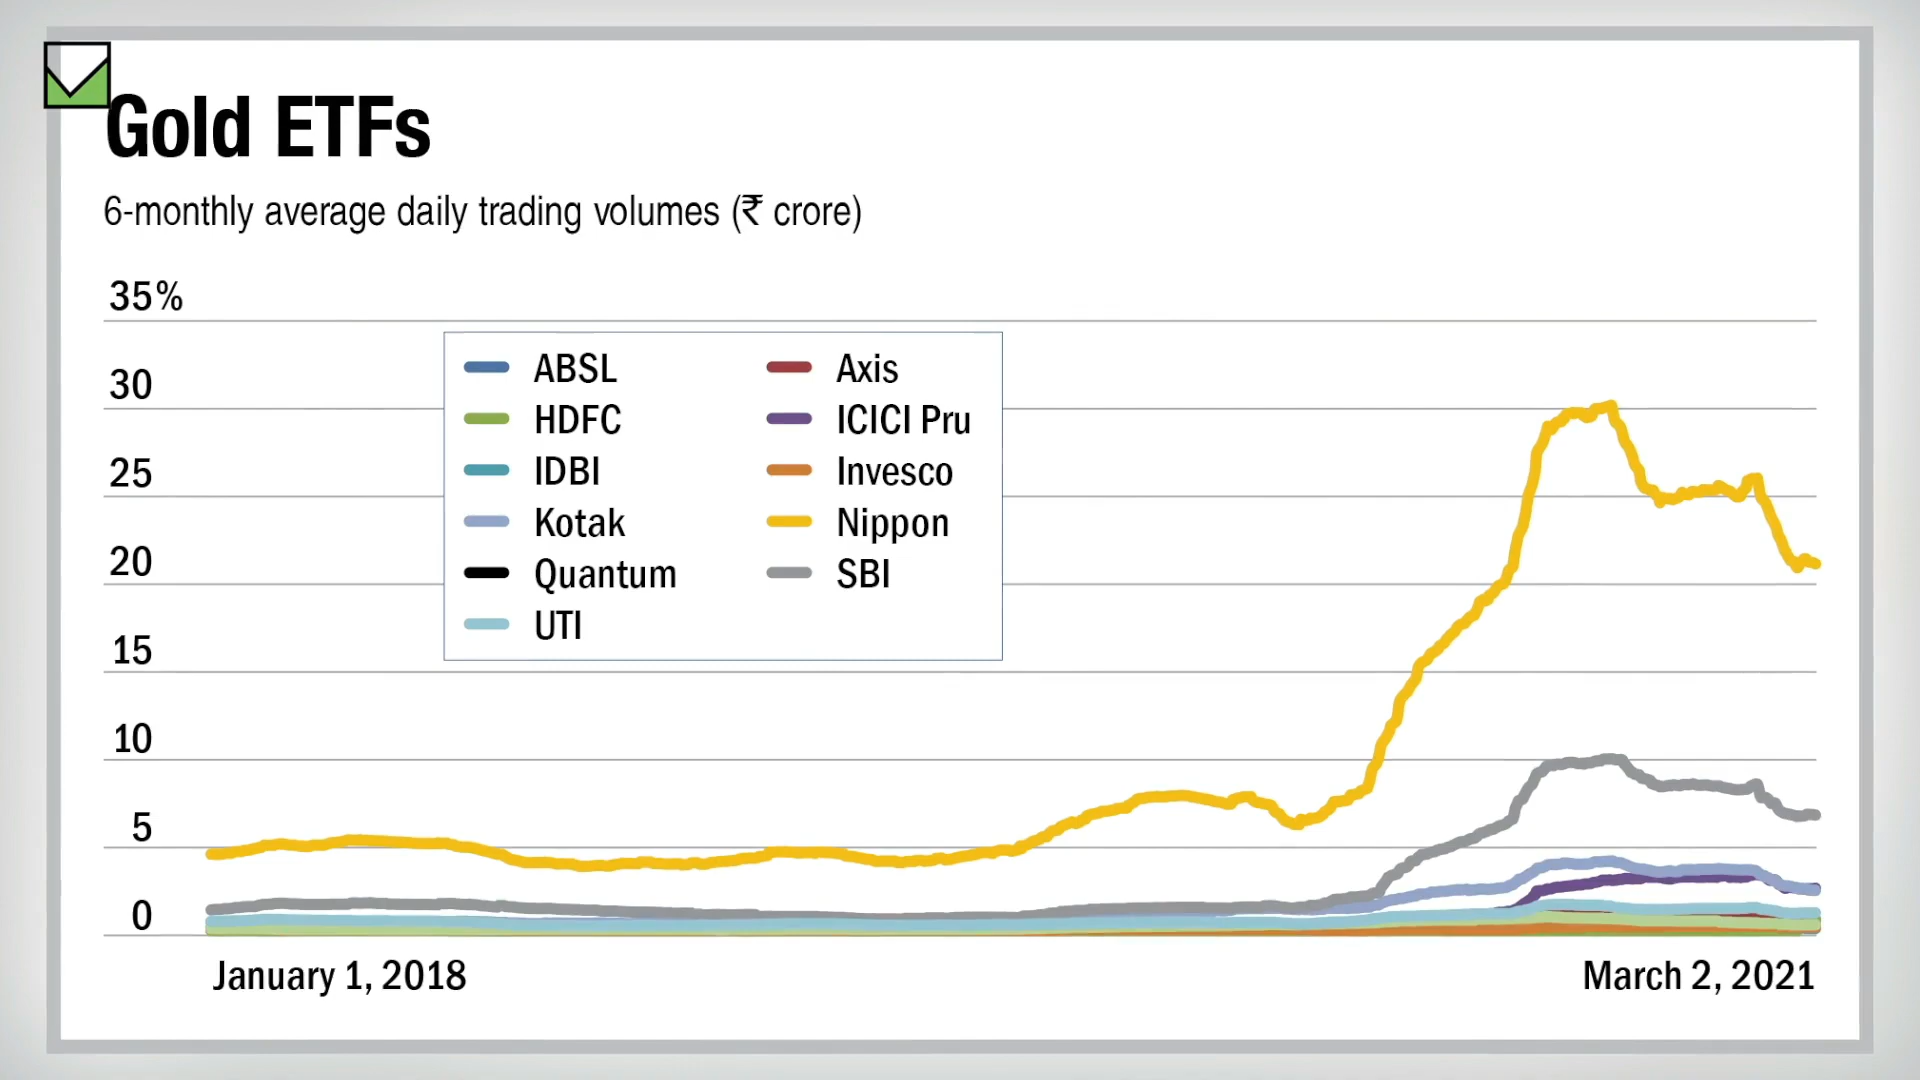 Gold ETFs
6-monthly average daily trading volumes (₹ crore)
35%
30
25
20
15
10
5
0
ABSL
Axis
HDFC
ICICI Pru
IDBI
Invesco
Kotak
Nippon
Quantum
SBI
UTI
January 1, 2018
March 2, 2021